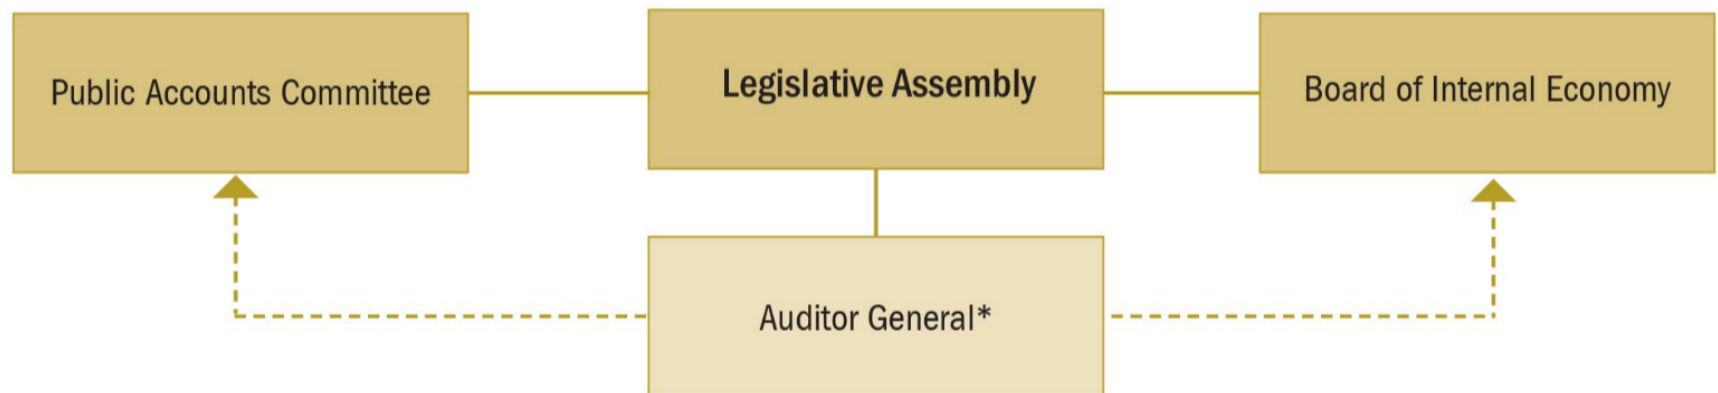 Public Accounts Committee
Legislative Assembly
Board of Internal Economy
Auditor General*